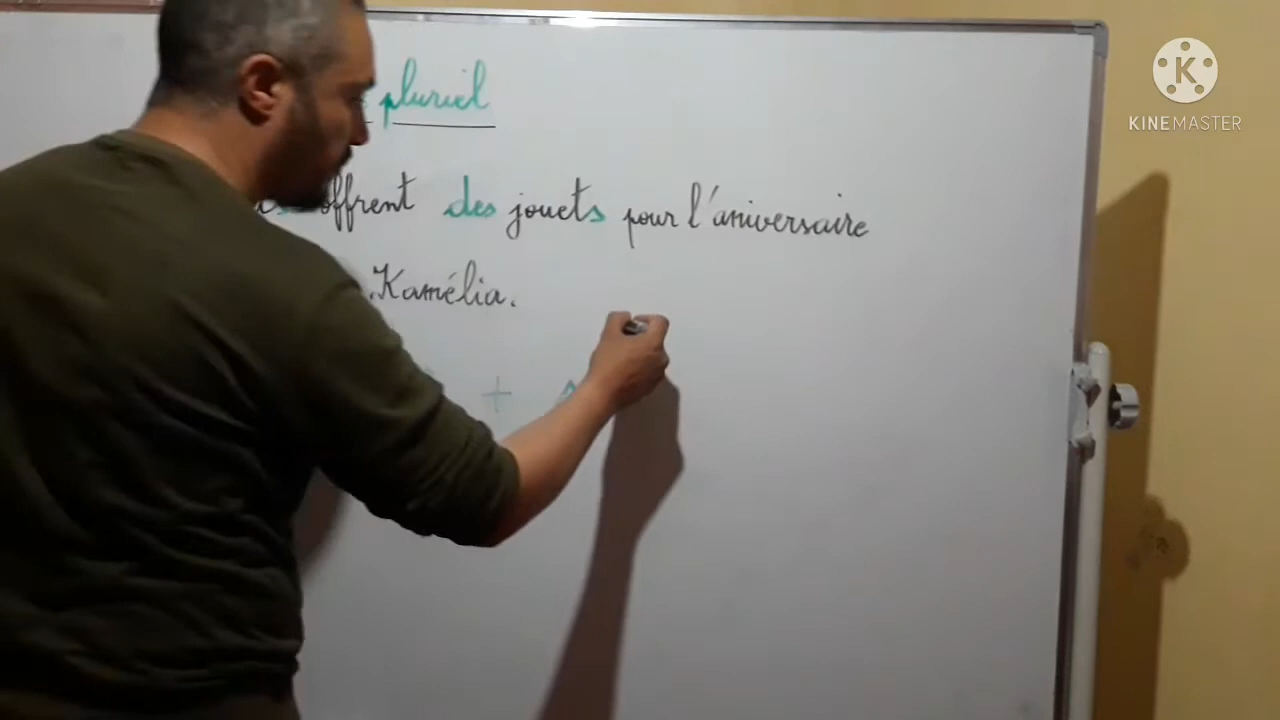 pluriel
offrent des jouets pour l'aniversaire
Kamélia.
+ s
KINEMASTER